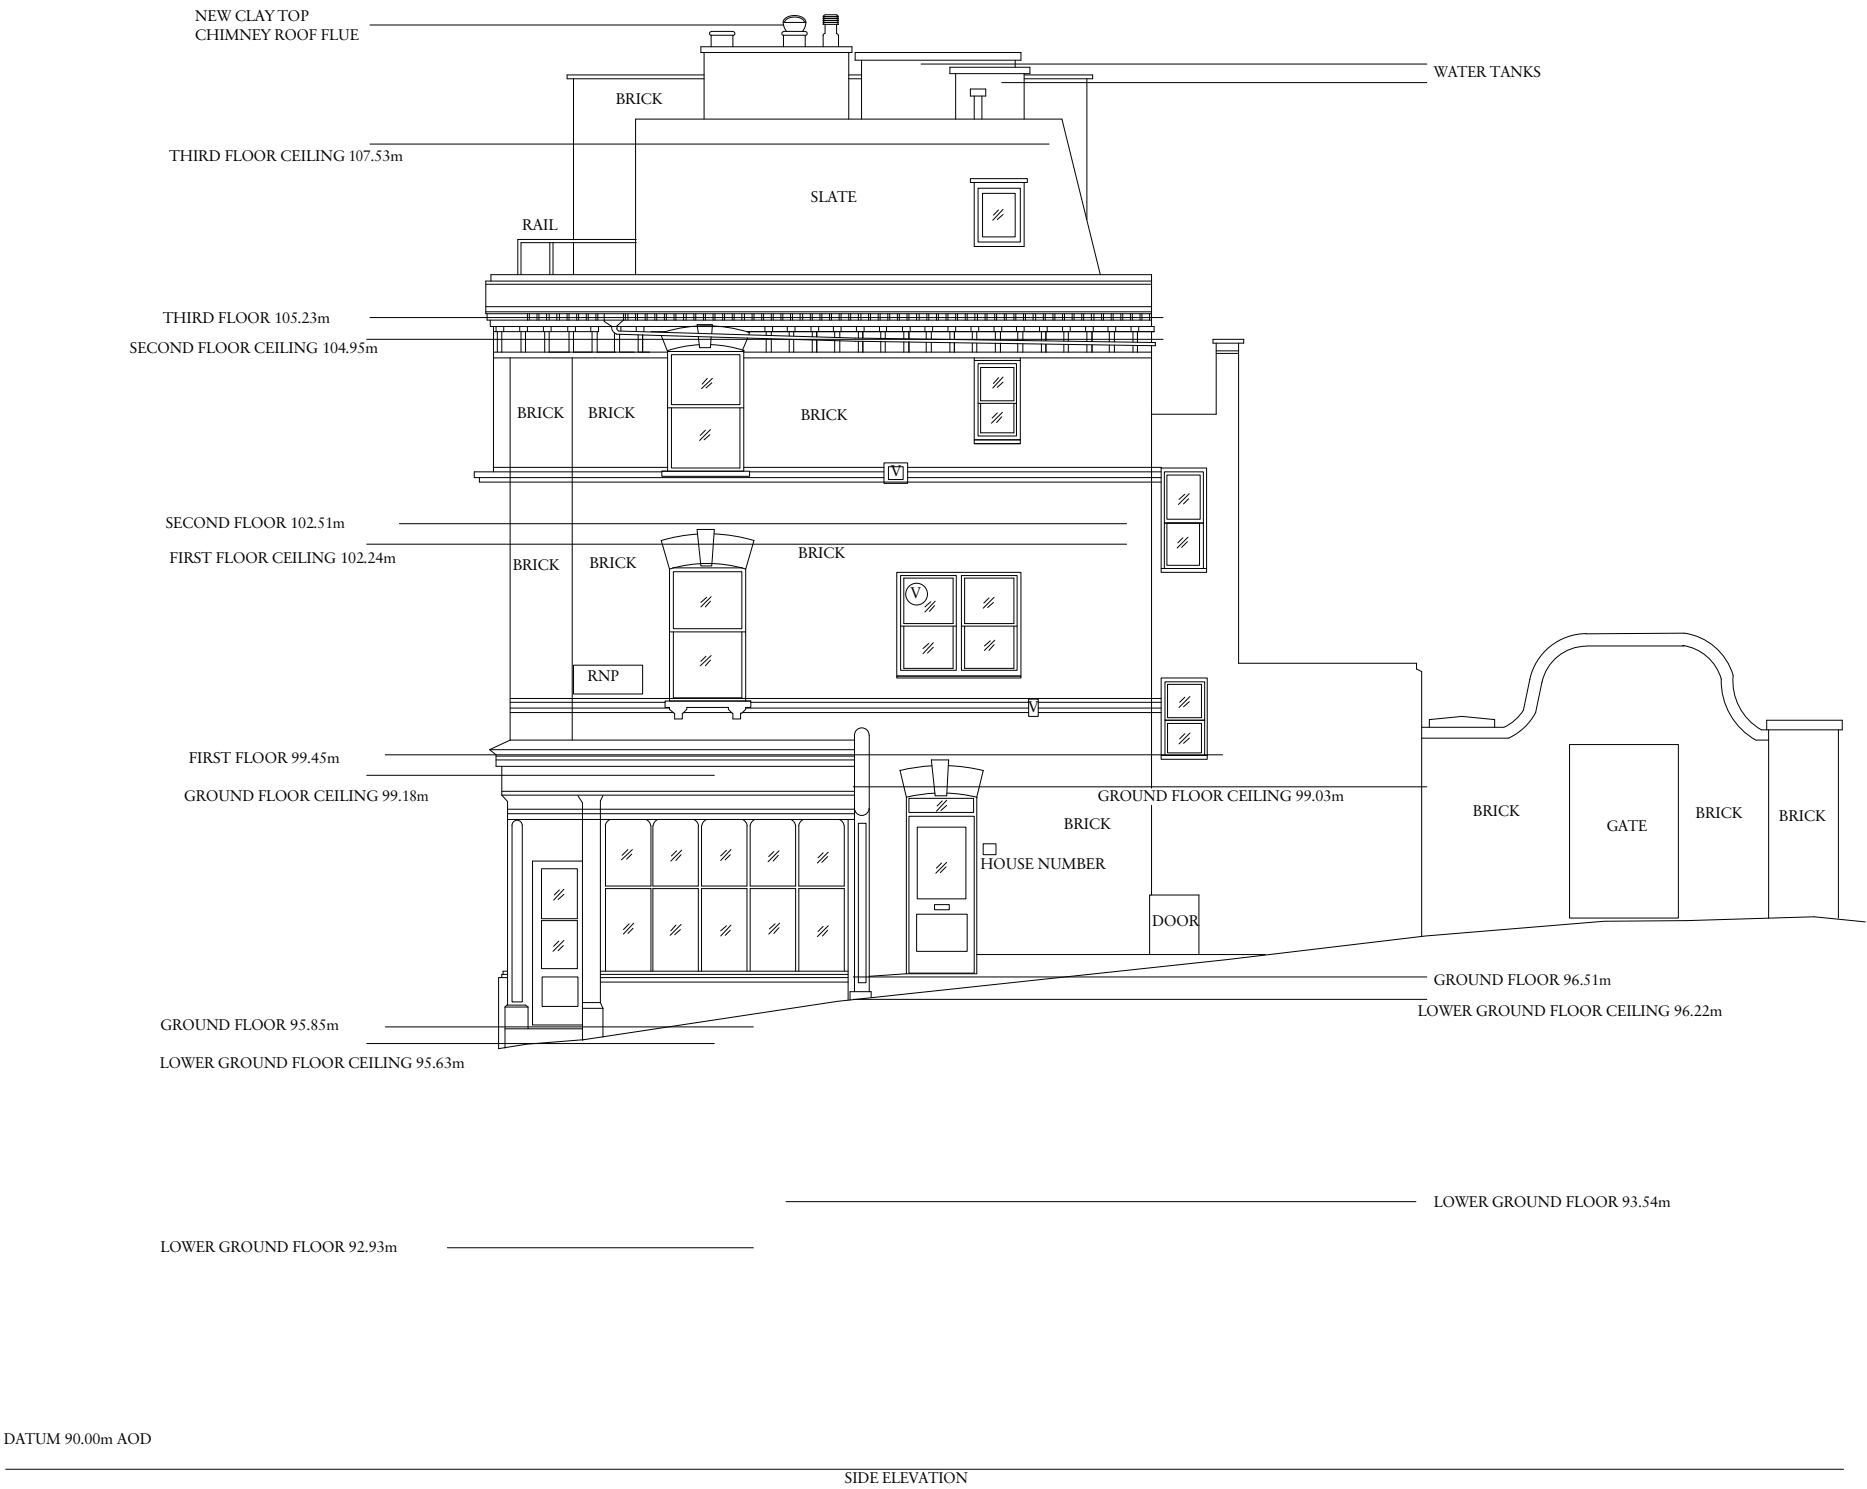 NEW CLAY TOP
CHIMNEY ROOF FLUE
WATER TANKS
BRICK
THIRD FLOOR CEILING 107.53m
SLATE
RAIL
THIRD FLOOR 105.23m
SECOND FLOOR CEILING 104.95m
BRICK
BRICK
BRICK
V
SECOND FLOOR 102.51m
FIRST FLOOR CEILING 102.24m
BRICK
BRICK
BRICK
V
RNP
V
FIRST FLOOR 99.45m
GROUND FLOOR CEILING 99.18m
GROUND FLOOR CEILING 99.03m
BRICK
HOUSE NUMBER
BRICK
GATE
BRICK
BRICK
DOOR
GROUND FLOOR 96.51m
LOWER GROUND FLOOR CEILING 96.22m
GROUND FLOOR 95.85m
LOWER GROUND FLOOR CEILING 95.63m
LOWER GROUND FLOOR 93.54m
LOWER GROUND FLOOR 92.93m
DATUM 90.00m AOD
SIDE ELEVATION